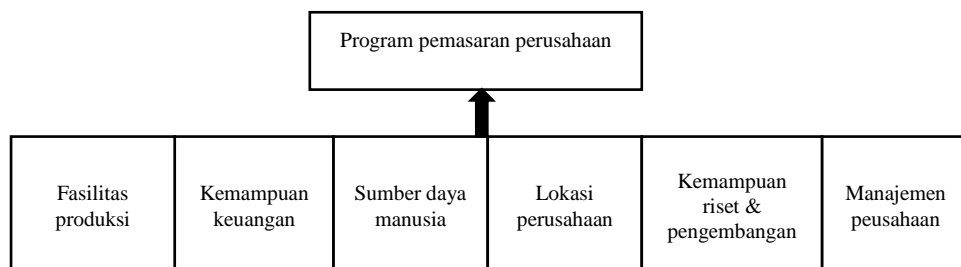 Program pemasaran perusahaan
Fasilitas
produksi
Kemampuan
keuangan
Sumber daya
manusia
Lokasi
perusahaan
Kemampuan
riset &
pengembangan
Manajemen
peusahaan